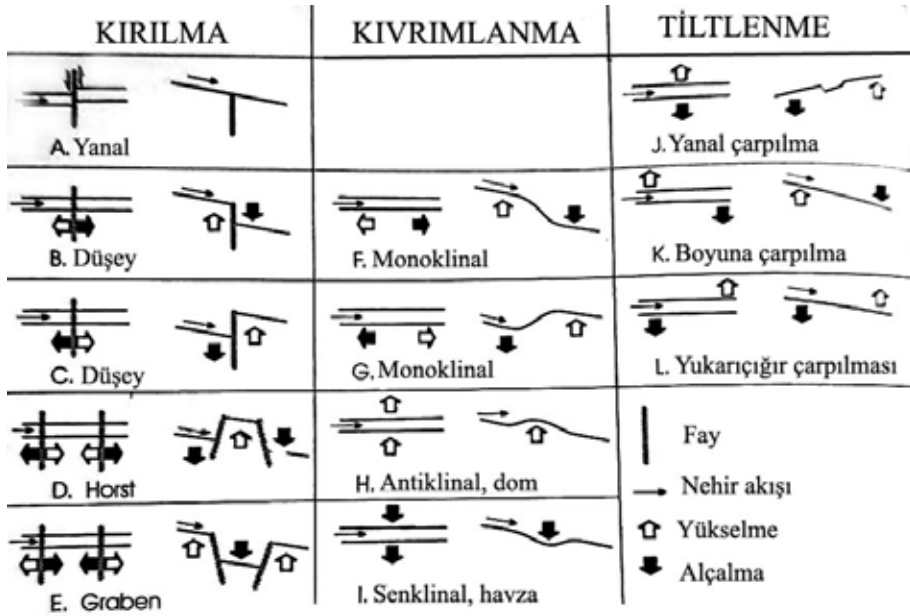 KIRILMA
KIVRIMLANMA
TİLTLENME
A. Yanal
J. Yanal çarpılma
B. Düşey
F. Monoklinal
K. Boyuna çarpılma
C. Düşey
G. Monoklinal
L. Yukarıçığır çarpılması
D. Horst
H. Antiklinal, dom
E. Graben
I. Senklinal, havza
Fay
Nehir akışı
Yükselme
Alçalma